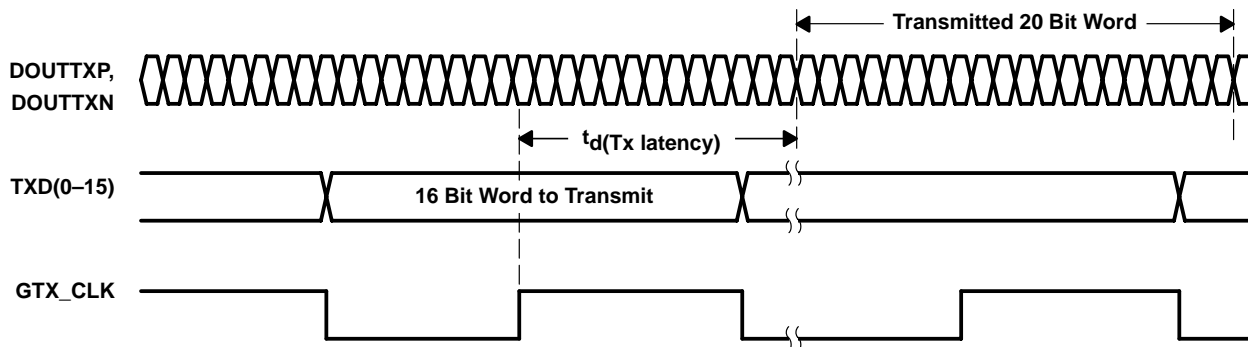 Transmitted 20 Bit Word
DOUTTXP,
DOUTTXN
td(Tx latency)
TXD(0–15)
16 Bit Word to Transmit
GTX_CLK